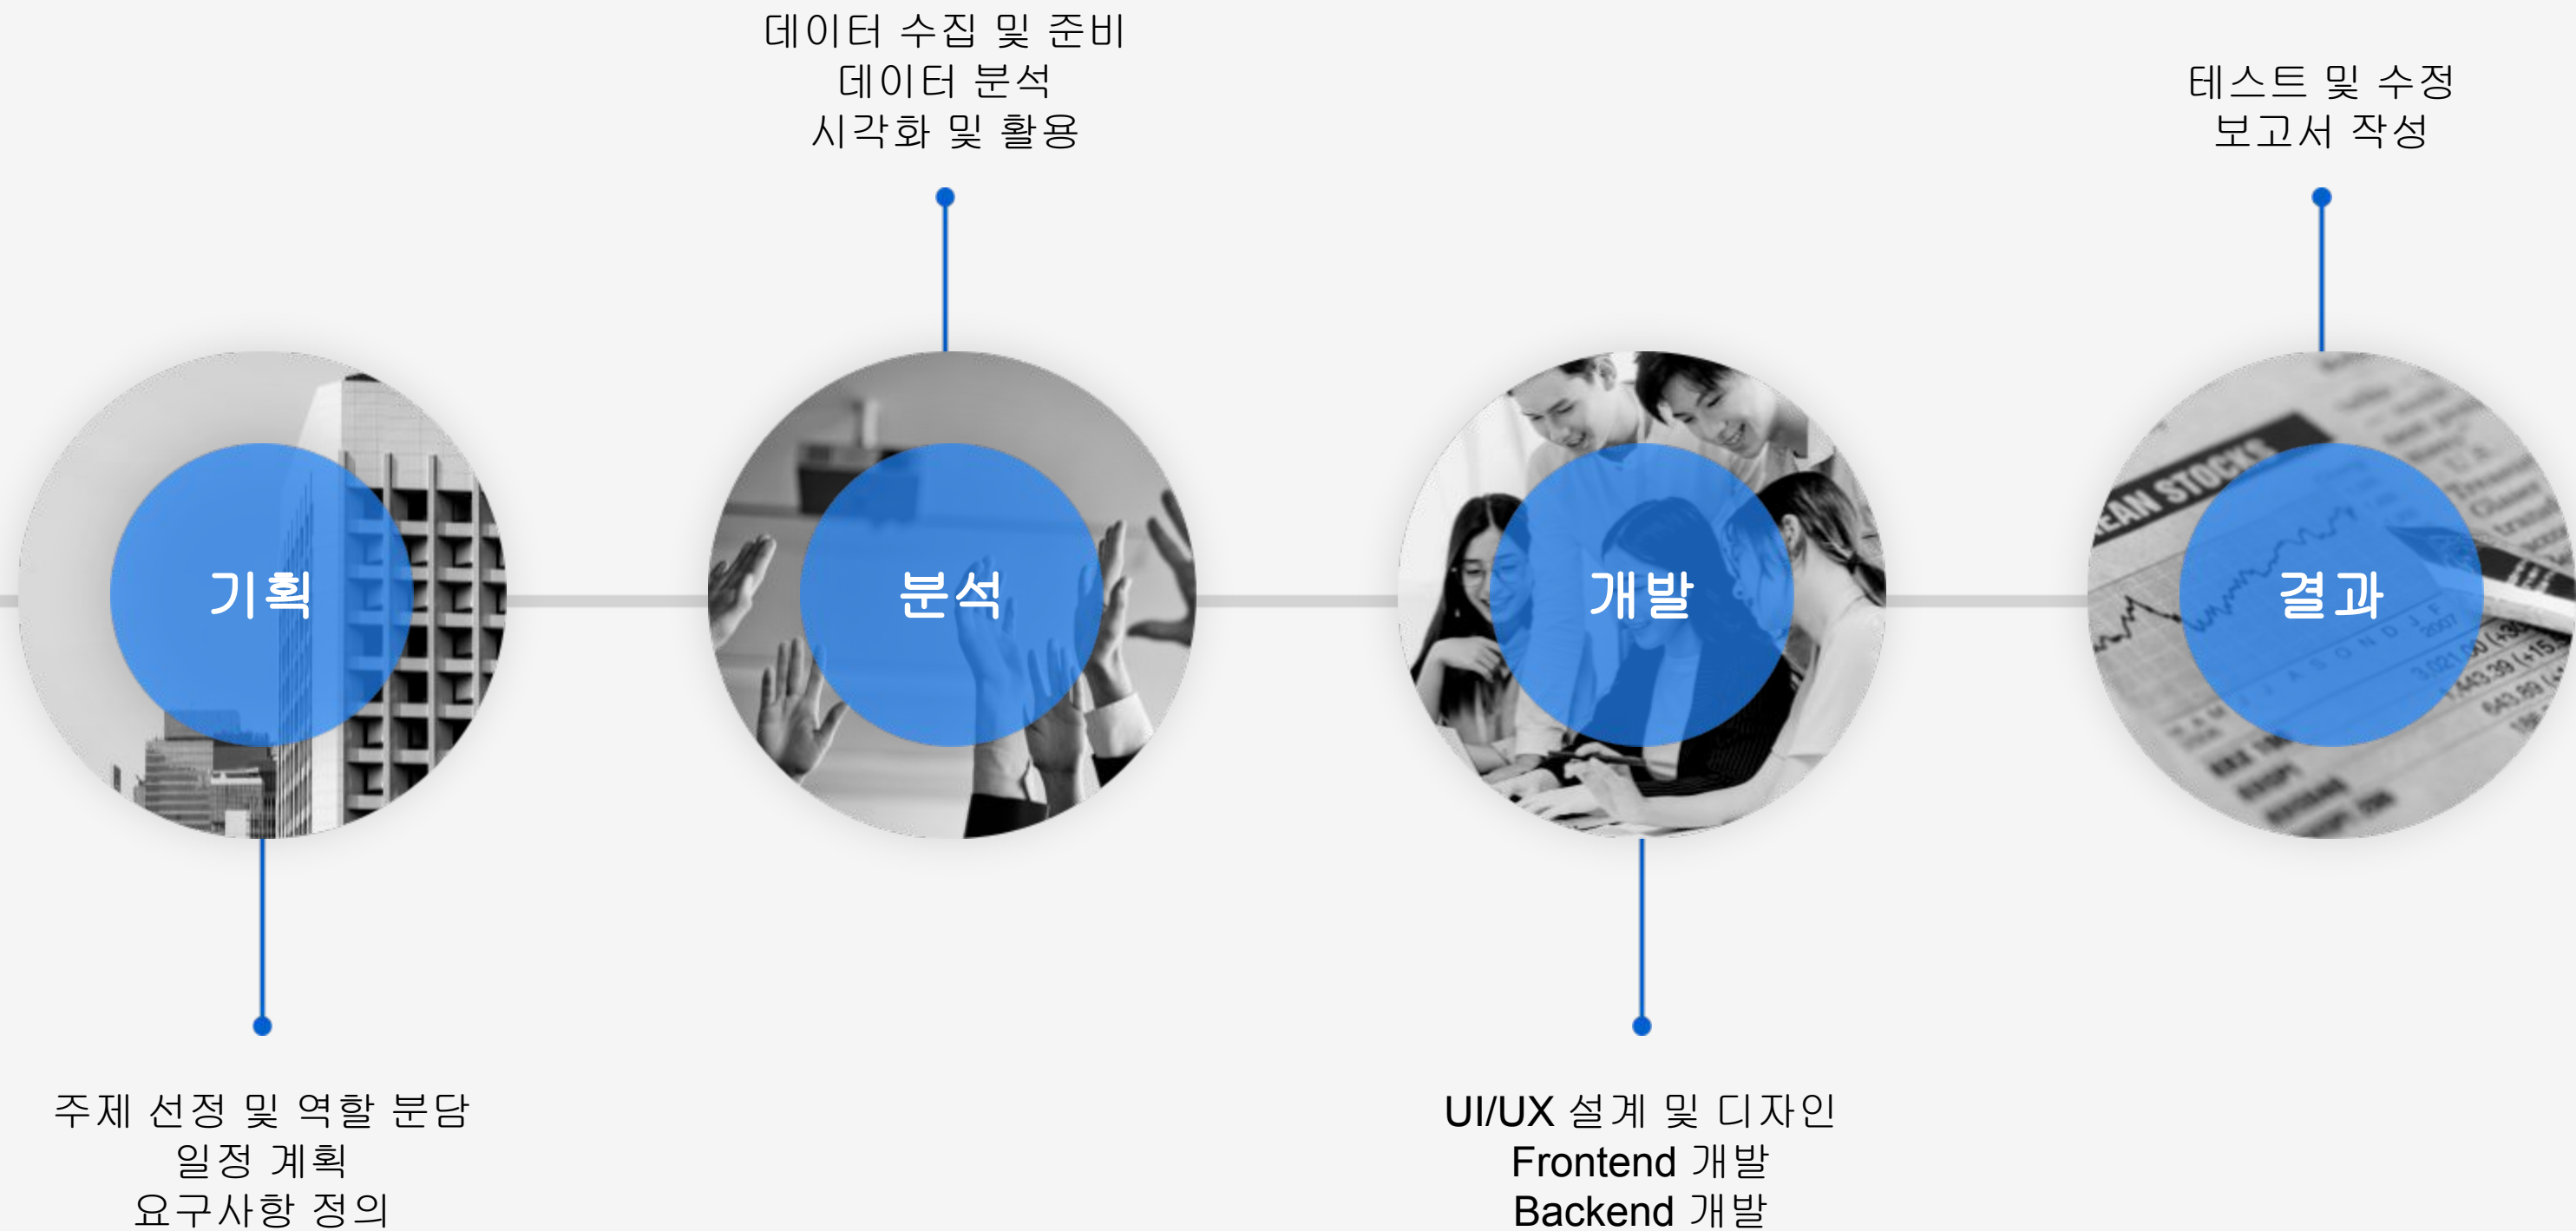 데이터 수집 및 준비
데이터 분석
시각화 및 활용
테스트 및 수정
보고서 작성
기획
분석
개발
결과
EAN STOCKS
주제 선정 및 역할 분담
일정 계획
요구사항 정의
UI/UX 설계 및 디자인
Frontend 개발
Backend 개발